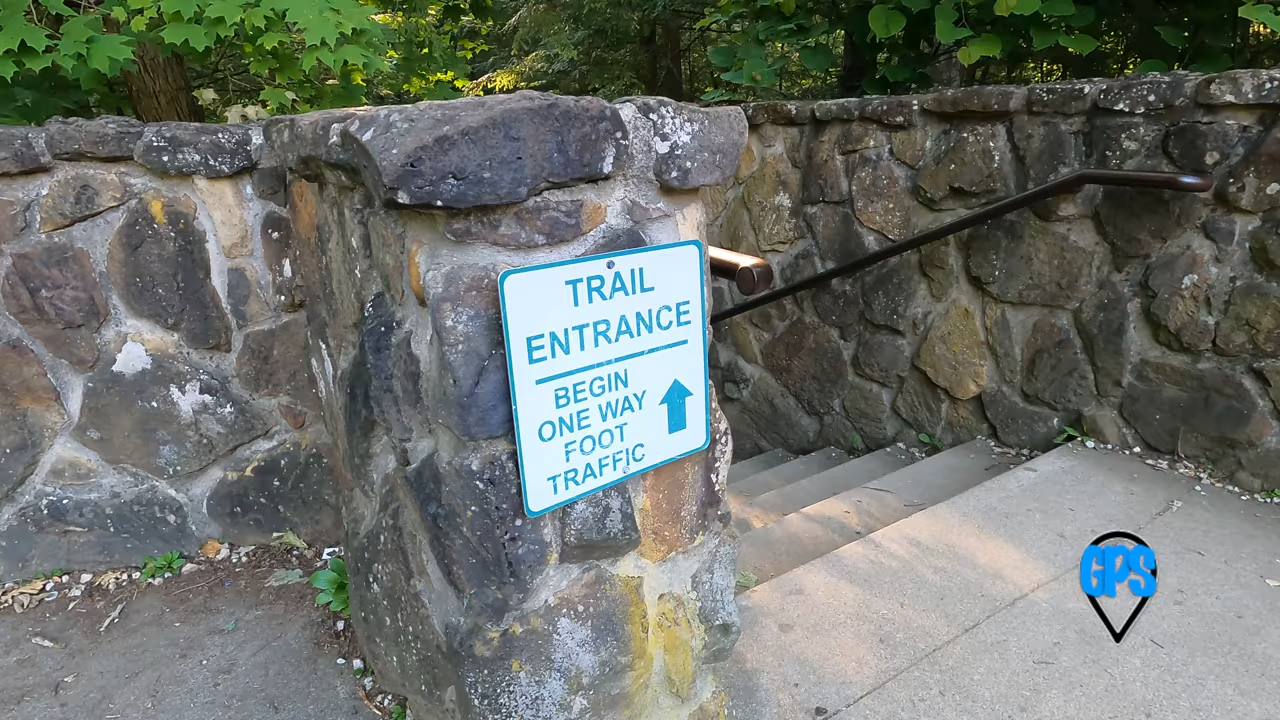 TRAIL
ENTRANCE
BEGIN
ONE WAY
FOOT
TRAFFIC
GPS